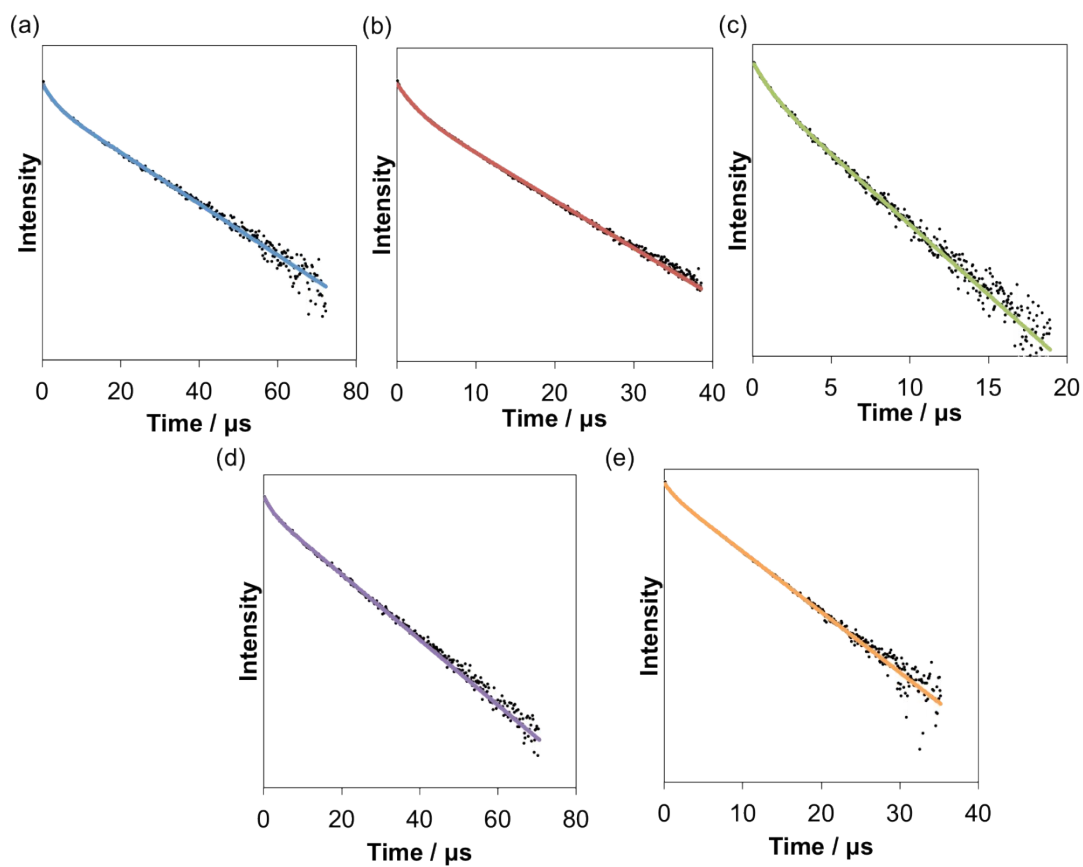 (a)
Intensity
0 20 40 60 80
Time / µs
(b)
Intensity
0 10 20 30 40
Time / µs
(c)
Intensity
0 5 10 15 20
Time / µs
(d)
Intensity
0 20 40 60 80
Time / µs
(e)
Intensity
0 10 20 30 40
Time / µs